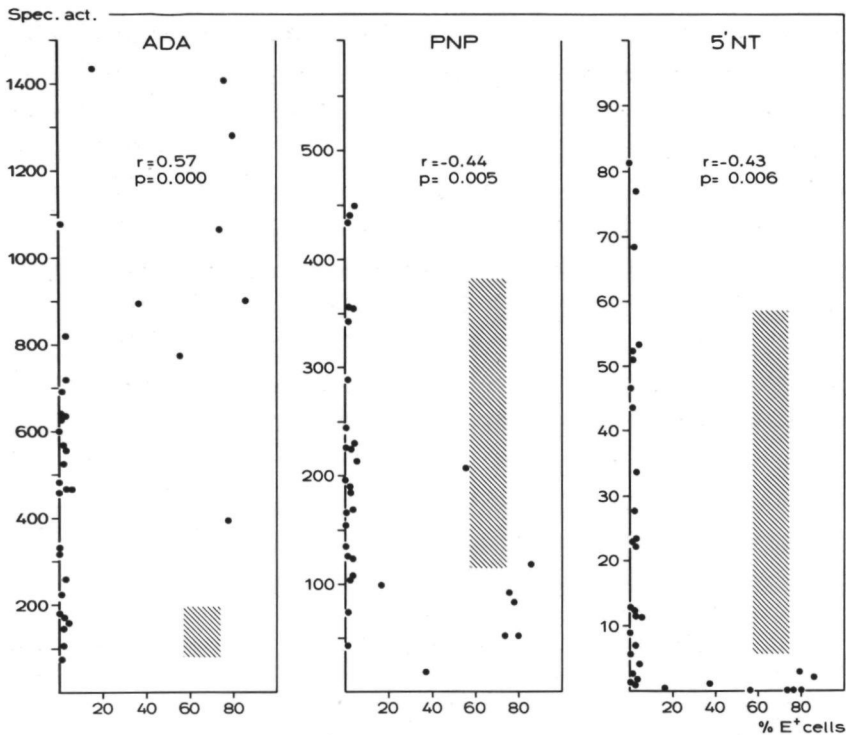 Spec. act.
ADA
PNP
5'NT
1400
1200
1000
800
600
400
200
r=0.57
p=0.000
20 40 60 80
500
400
300
200
100
r=-0.44
p= 0.005
20 40 60 80
90
80
70
60
50
40
30
20
10
r=-0.43
p= 0.006
20 40 60 80
% E⁺cells